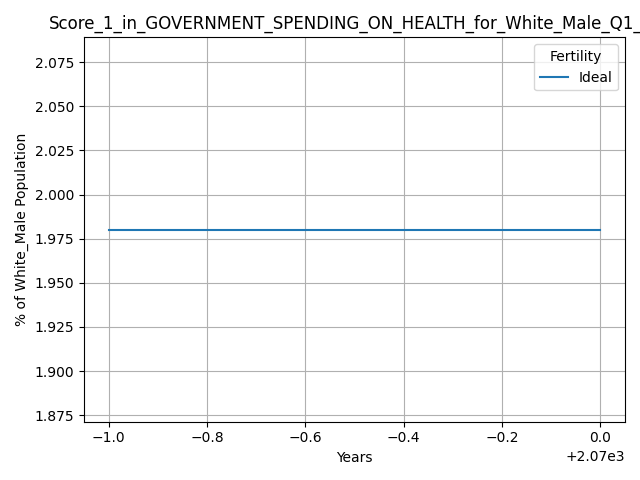 Score_1_in_GOVERNMENT_SPENDING_ON_HEALTH_for_White_Male_Q1_
Fertility
Ideal
2.075
2.050
2.025
2.000
1.975
1.950
1.925
1.900
1.875
% of White_Male Population
−1.0 −0.8 −0.6 −0.4 −0.2 0.0
Years
+2.07e3